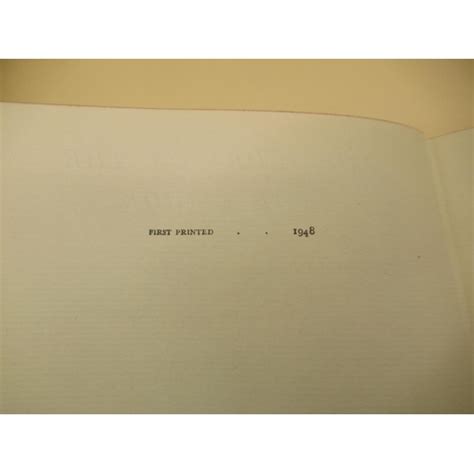 FIRST PRINTED . . 1948